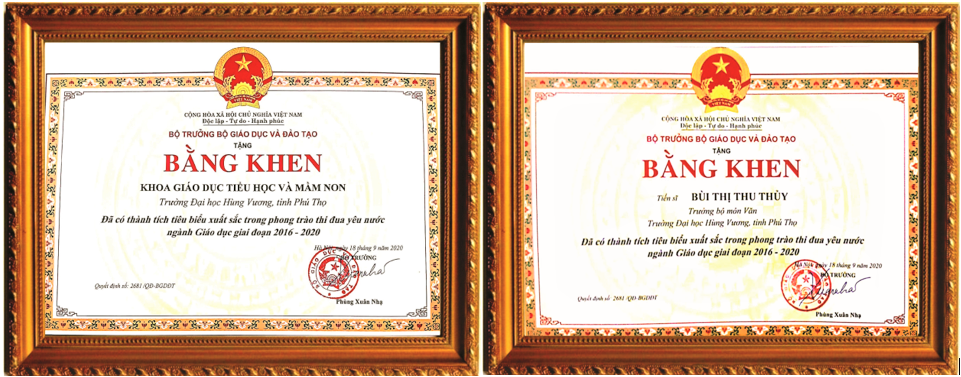 CỘNG HÒA XÃ HỘI CHỦ NGHĨA VIỆT NAM
Độc lập - Tự do - Hạnh phúc
BỘ TRƯỞNG BỘ GIÁO DỤC VÀ ĐÀO TẠO
TẶNG
BẰNG KHEN
KHOA GIÁO DỤC TIỂU HỌC VÀ MẦM NON
Trường Đại học Hùng Vương, tỉnh Phú Thọ
Đã có thành tích tiêu biểu xuất sắc trong phong trào thi đua yêu nước
ngành Giáo dục giai đoạn 2016 - 2020
Hà Nội, ngày 18 tháng 9 năm 2020
BỘ TRƯỞNG
Quyết định số: 2681 /QĐ-BGDĐT
Phùng Xuân Nhạ
CỘNG HÒA XÃ HỘI CHỦ NGHĨA VIỆT NAM
Độc lập - Tự do - Hạnh phúc
BỘ TRƯỞNG BỘ GIÁO DỤC VÀ ĐÀO TẠO
TẶNG
BẰNG KHEN
Tiến sĩ BÙI THỊ THU THỦY
Trưởng bộ môn Văn
Trường Đại học Hùng Vương, tỉnh Phú Thọ
Đã có thành tích tiêu biểu xuất sắc trong phong trào thi đua yêu nước
ngành Giáo dục giai đoạn 2016 - 2020
Hà Nội, ngày 18 tháng 9 năm 2020
BỘ TRƯỞNG
Quyết định số: 2681 /QĐ-BGDĐT
Phùng Xuân Nhạ